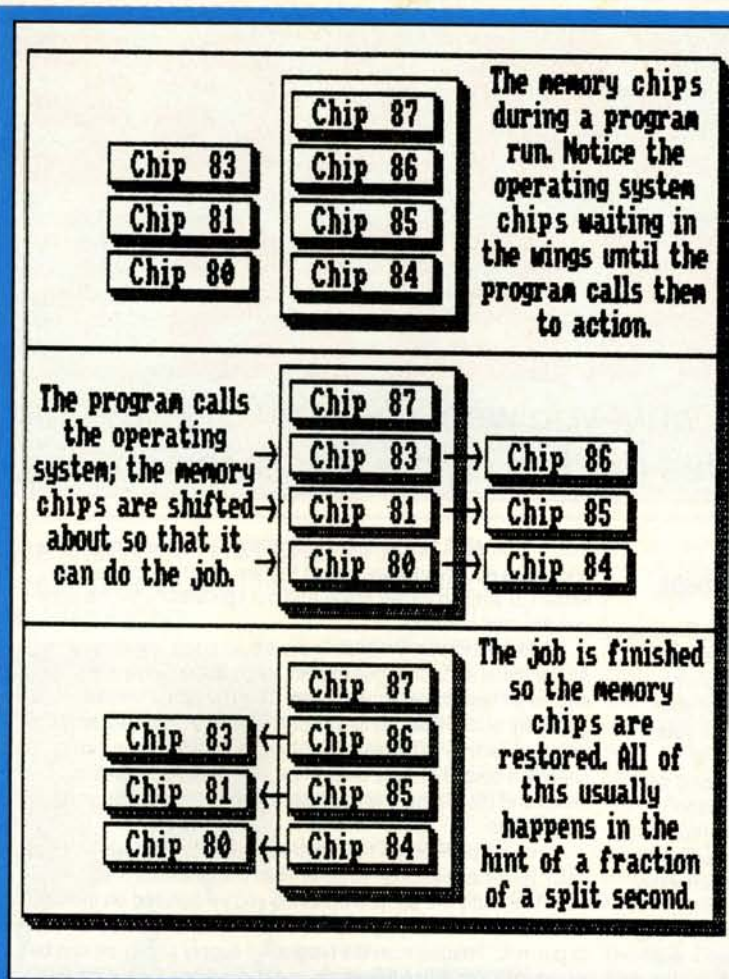 Chip 87
Chip 86
Chip 85
Chip 84
Chip 83
Chip 81
Chip 80
The memory chips
during a program
run. Notice the
operating system
chips waiting in
the wings until the
program calls them
to action.
The program calls
the operating
system; the memory
chips are shifted
about so that it
can do the job.
Chip 87
Chip 83
Chip 81
Chip 80
Chip 86
Chip 85
Chip 84
Chip 83
Chip 81
Chip 80
Chip 87
Chip 86
Chip 85
Chip 84
The job is finished
so the memory
chips are
restored. All of
this usually
happens in the
hint of a fraction
of a split second.